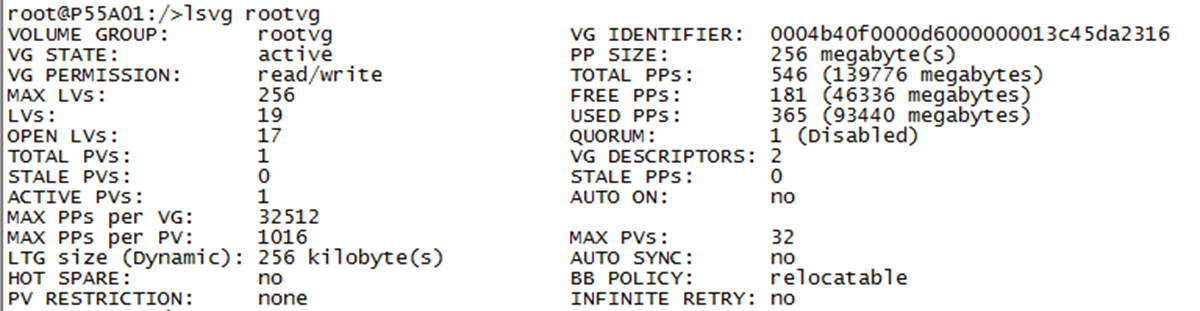 root@P55A01:/>lsvg rootvg
VOLUME GROUP: rootvg VG IDENTIFIER: 0004b40f0000d6000000013c45da2316
VG STATE: active PP SIZE: 256 megabyte(s)
VG PERMISSION: read/write TOTAL PPs: 546 (139776 megabytes)
MAX LVs: 256 FREE PPs: 181 (46336 megabytes)
LVs: 19 USED PPs: 365 (93440 megabytes)
OPEN LVs: 17 QUORUM: 1 (Disabled)
TOTAL PVs: 1 VG DESCRIPTORS: 2
STALE PVs: 0 STALE PPs: 0
ACTIVE PVs: 1 AUTO ON: no
MAX PPs per VG: 32512
MAX PPs per PV: 1016 MAX PVs: 32
LTG size (Dynamic): 256 kilobyte(s) AUTO SYNC: no
HOT SPARE: no BB POLICY: relocatable
PV RESTRICTION: none INFINITE RETRY: no